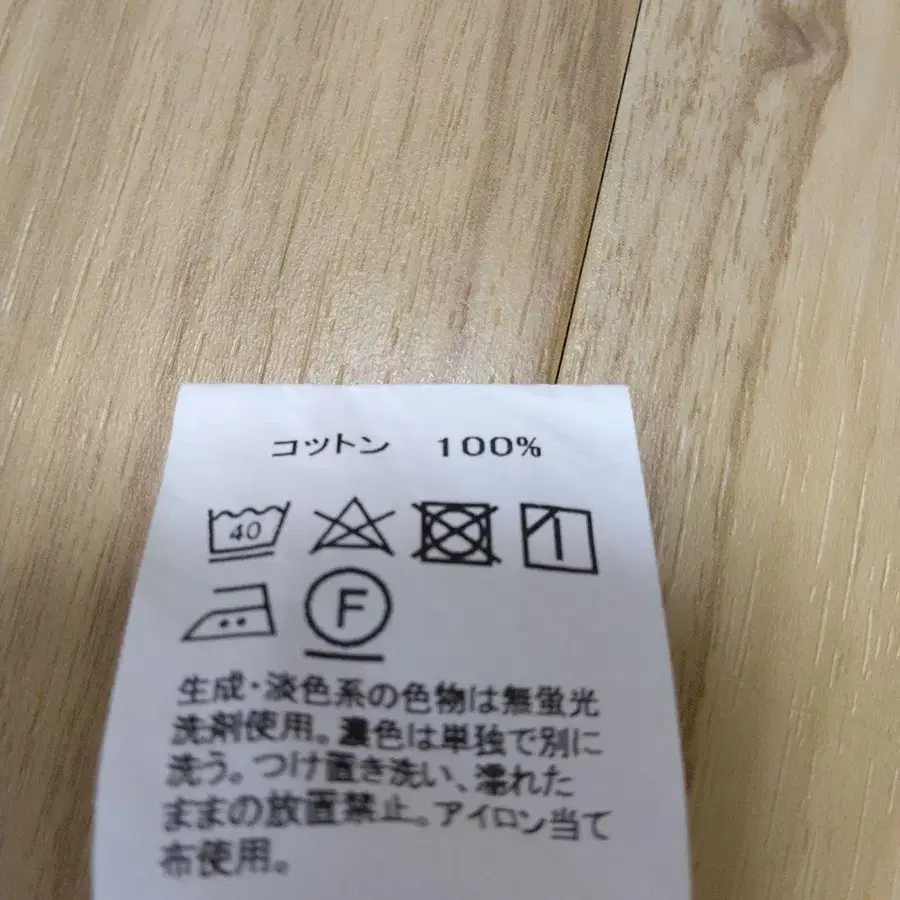 コットン 100%
40
F
生成・淡色系の色物は無蛍光
洗剤使用。濃色は単独で別に
洗う。つけ置き洗い、濡れた
ままの放置禁止。アイロン当て
布使用。